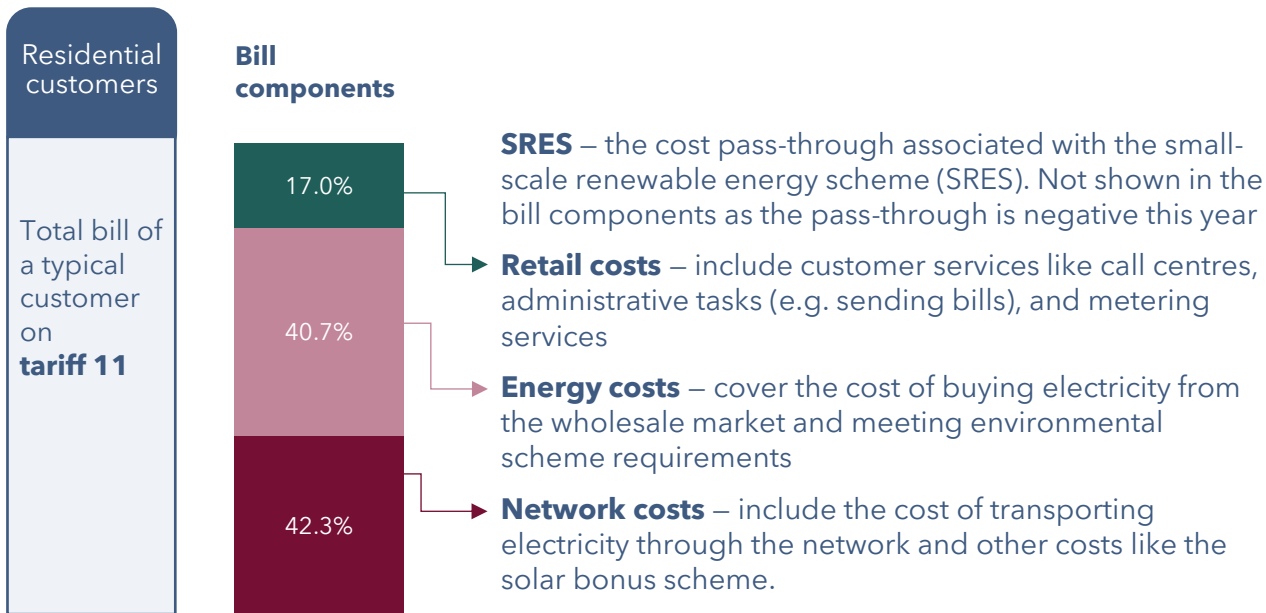 Residential
customers
Total bill of
a typical
customer
on
tariff 11
Bill
components
17.0%
40.7%
42.3%
SRES – the cost pass-through associated with the small-
scale renewable energy scheme (SRES). Not shown in the
bill components as the pass-through is negative this year
Retail costs – include customer services like call centres,
administrative tasks (e.g. sending bills), and metering
services
Energy costs – cover the cost of buying electricity from
the wholesale market and meeting environmental
scheme requirements
Network costs – include the cost of transporting
electricity through the network and other costs like the
solar bonus scheme.